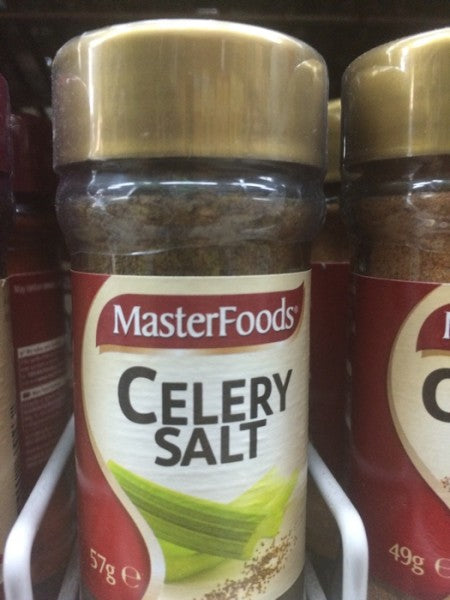 MasterFoods®
CELERY
SALT
57g e
49g e